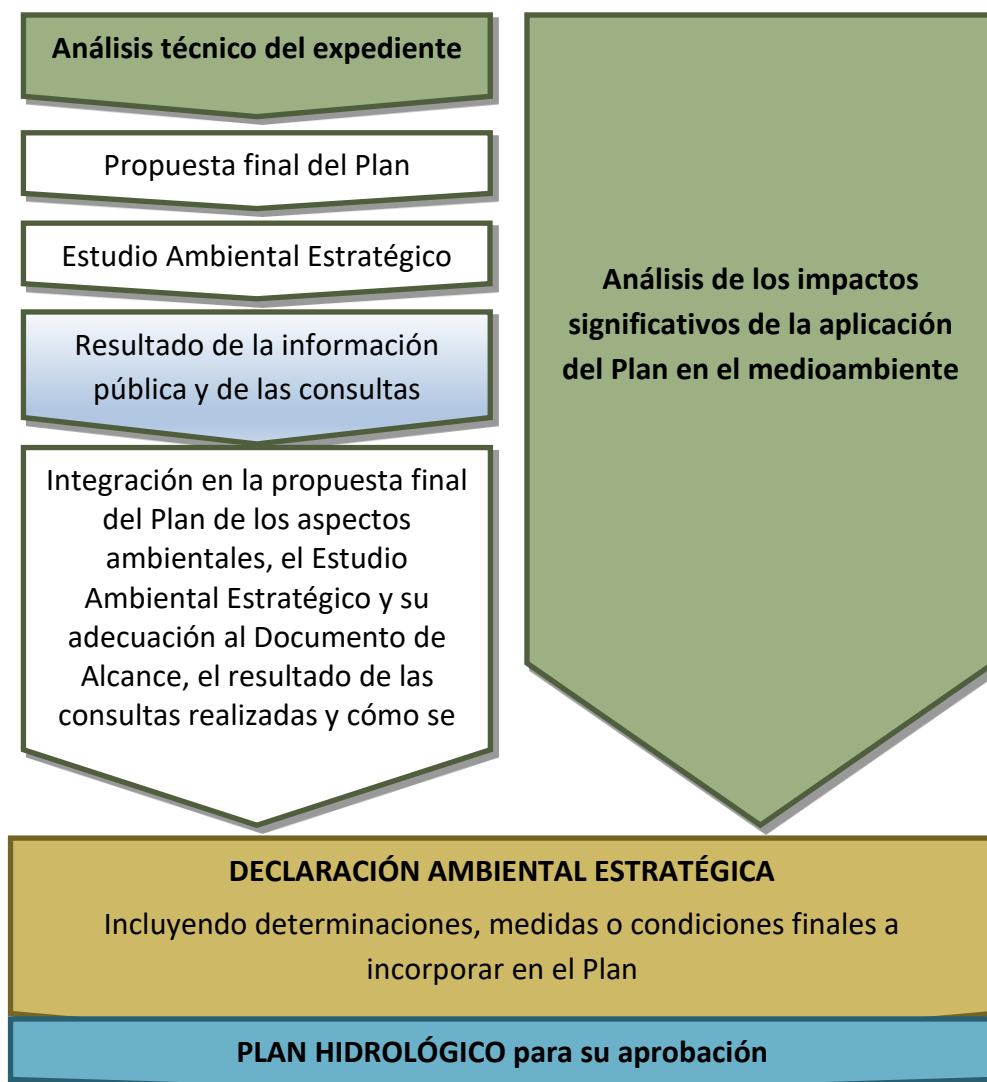 Análisis técnico del expediente
Propuesta final del Plan
Estudio Ambiental Estratégico
Resultado de la información
pública y de las consultas
Integración en la propuesta final
del Plan de los aspectos
ambientales, el Estudio
Ambiental Estratégico y su
adecuación al Documento de
Alcance, el resultado de las
consultas realizadas y cómo se
Análisis de los impactos
significativos de la aplicación
del Plan en el medioambiente
DECLARACIÓN AMBIENTAL ESTRATÉGICA
Incluyendo determinaciones, medidas o condiciones finales a
incorporar en el Plan
PLAN HIDROLÓGICO para su aprobación